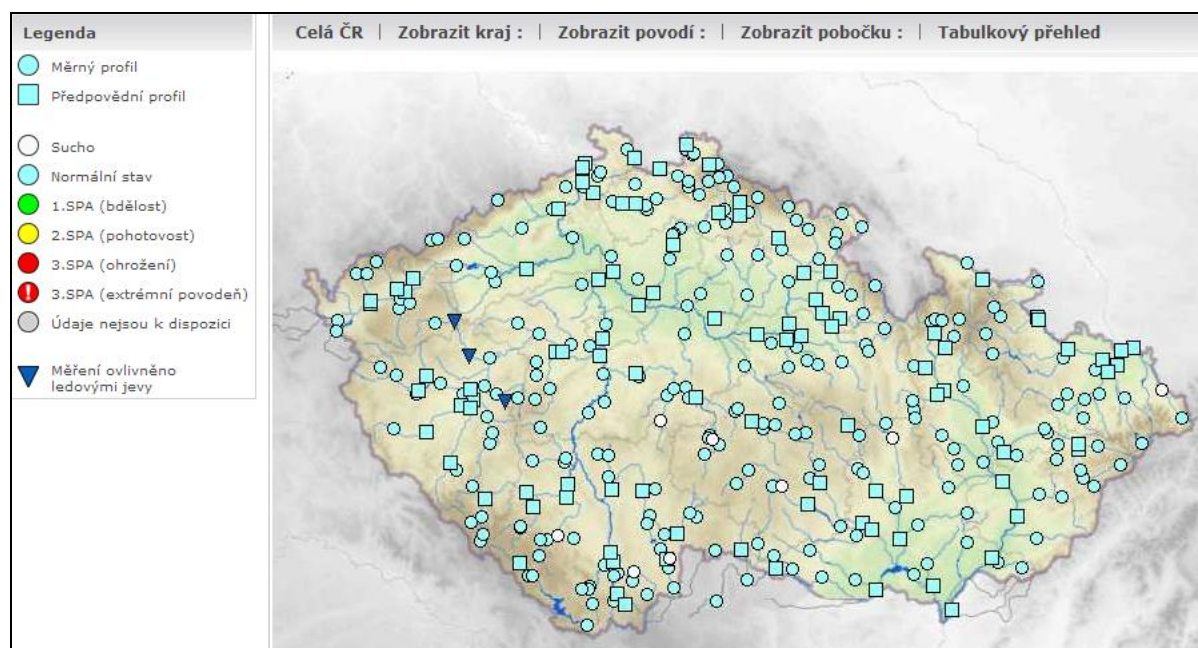 Legenda
Měrný profil
Předpovědní profil
Sucho
Normální stav
1.SPA (bdělost)
2.SPA (pohotovost)
3.SPA (ohrožení)
3.SPA (extrémní povodeň)
Údaje nejsou k dispozici
Měření ovlivněno
ledovými jevy
Celá ČR | Zobrazit kraj : | Zobrazit povodí : | Zobrazit pobočku : | Tabulkový přehled